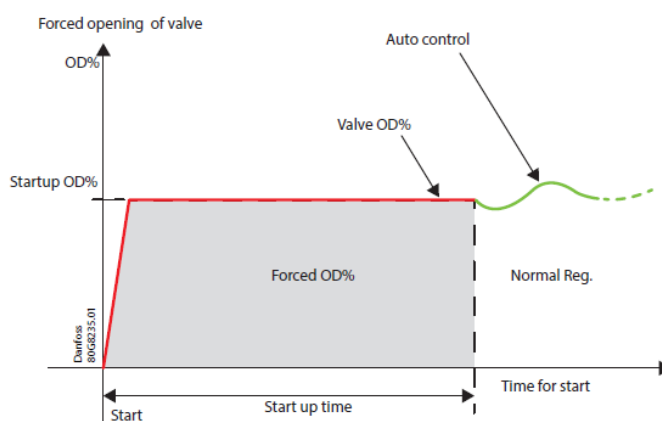 Forced opening of valve
Auto control
OD%
Valve OD%
Startup OD%
Forced OD%
Normal Reg.
Danfoss
80G8235.01
Time for start
Start up time
Start